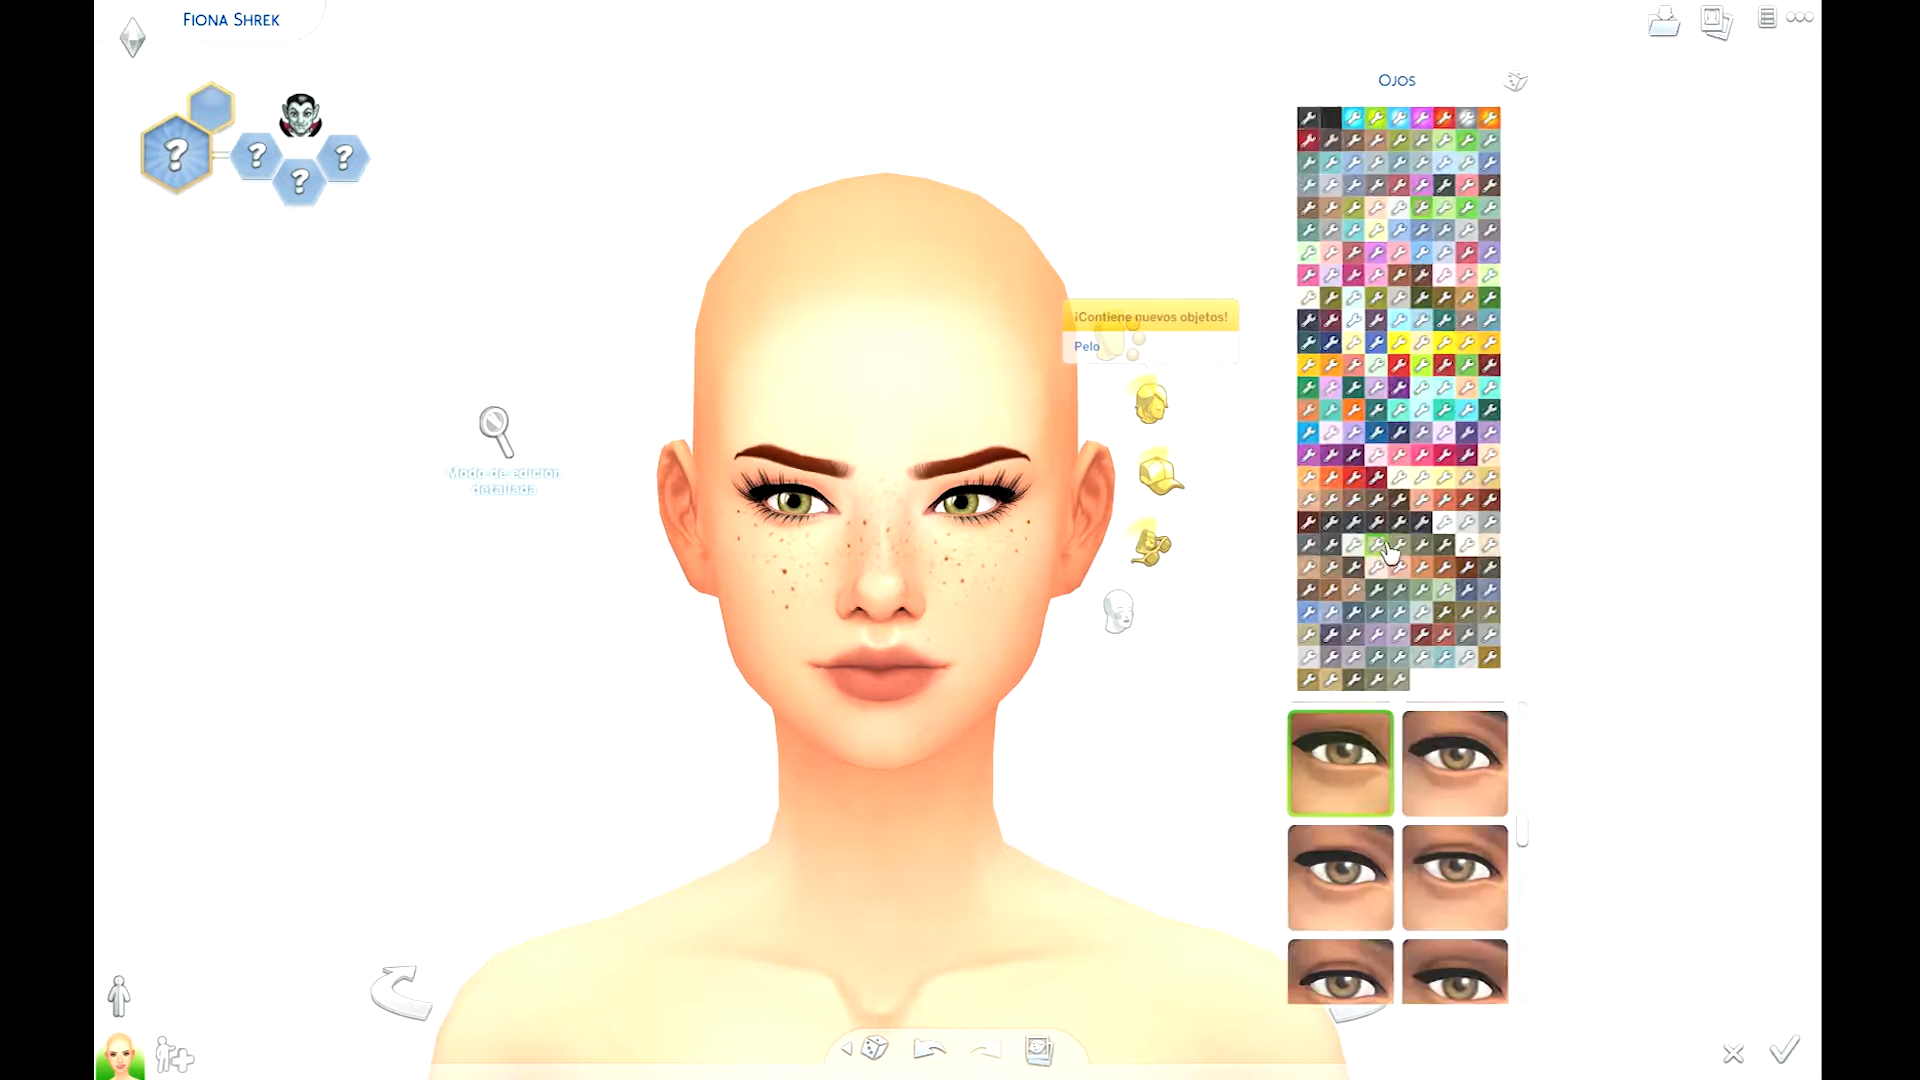 Fiona Shrek
Ojos
¡Contiene nuevos objetos!
Pelo
Modo de edición
detallada
?
?
?
?